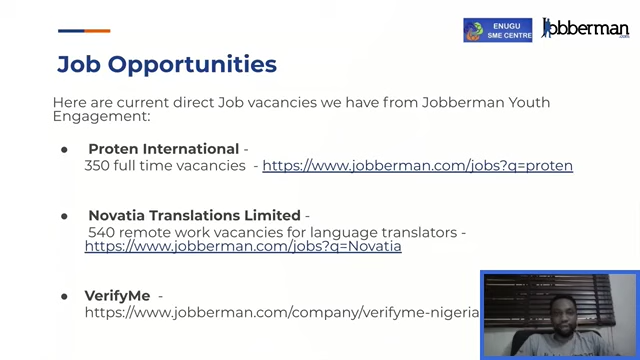 ENUGU
SME CENTRE
Jobberman
.com
Job Opportunities
Here are current direct Job vacancies we have from Jobberman Youth
Engagement:
● Proten International -
350 full time vacancies - https://www.jobberman.com/jobs?q=proten
● Novatia Translations Limited -
540 remote work vacancies for language translators -
https://www.jobberman.com/jobs?q=Novatia
● VerifyMe -
https://www.jobberman.com/company/verifyme-nigeria